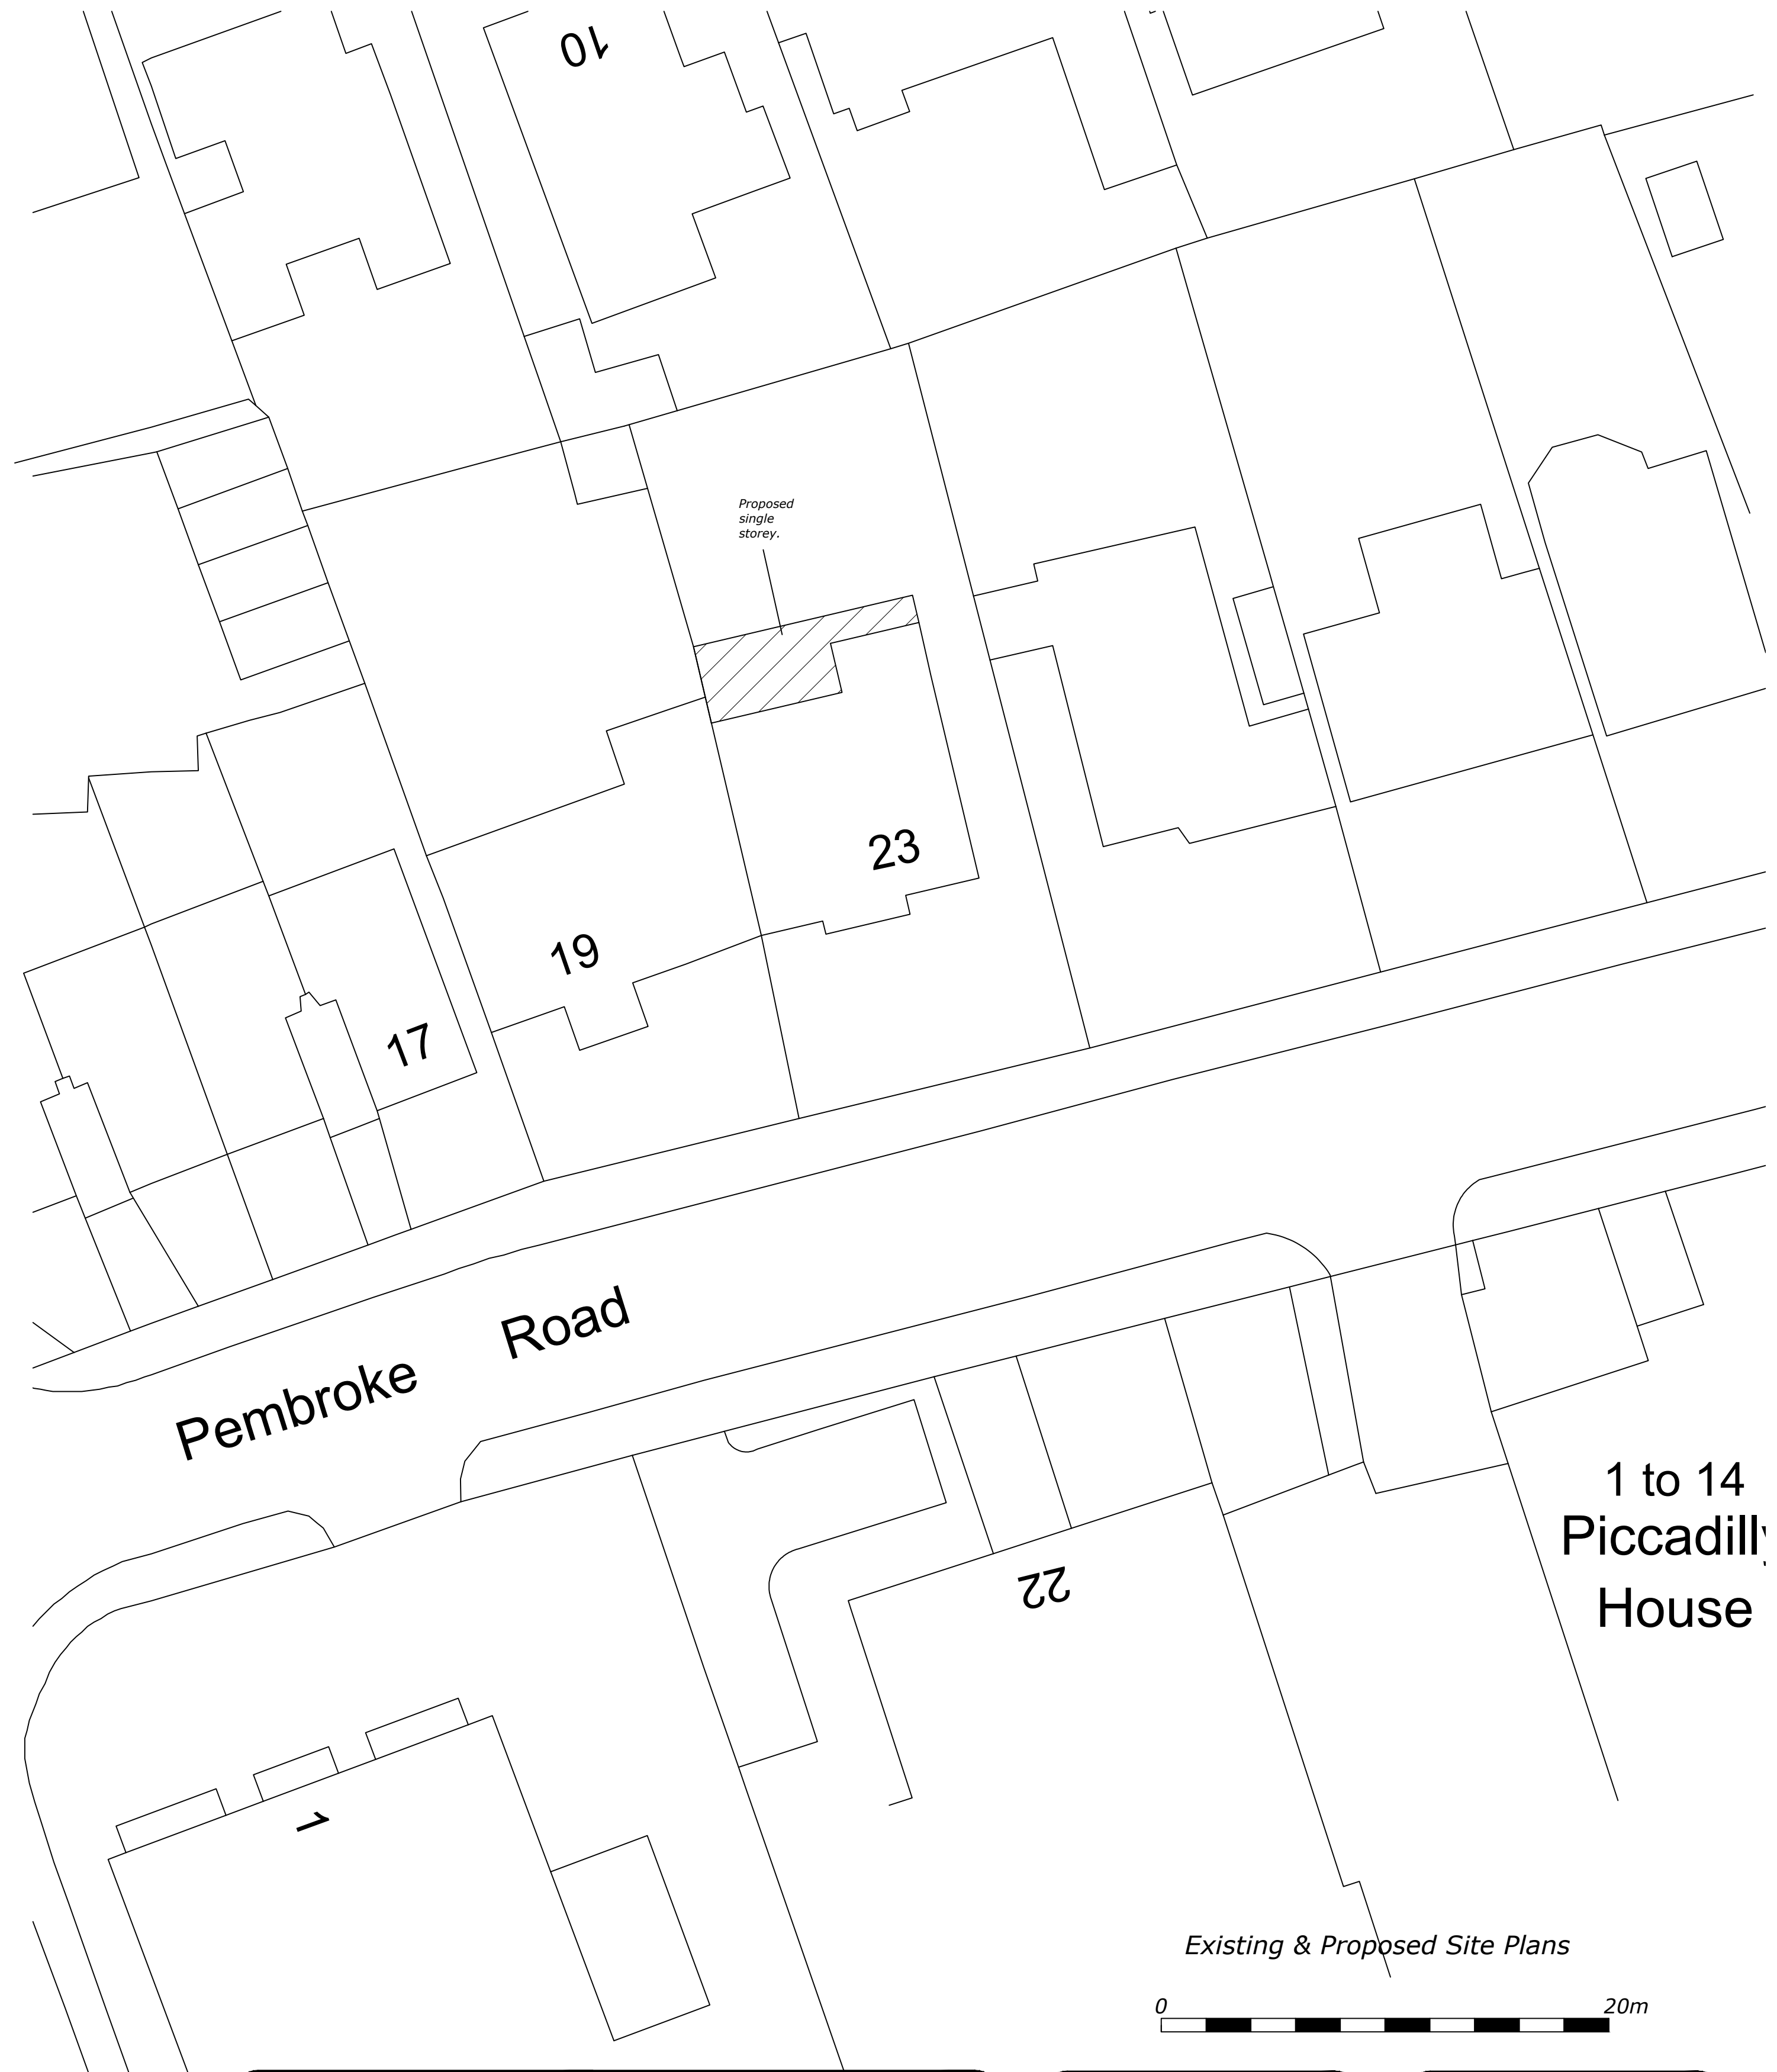 10
Proposed
single
storey.
23
19
17
Pembroke Road
22
1 to 14
Piccadilly
House
1
Existing & Proposed Site Plans
0 20m